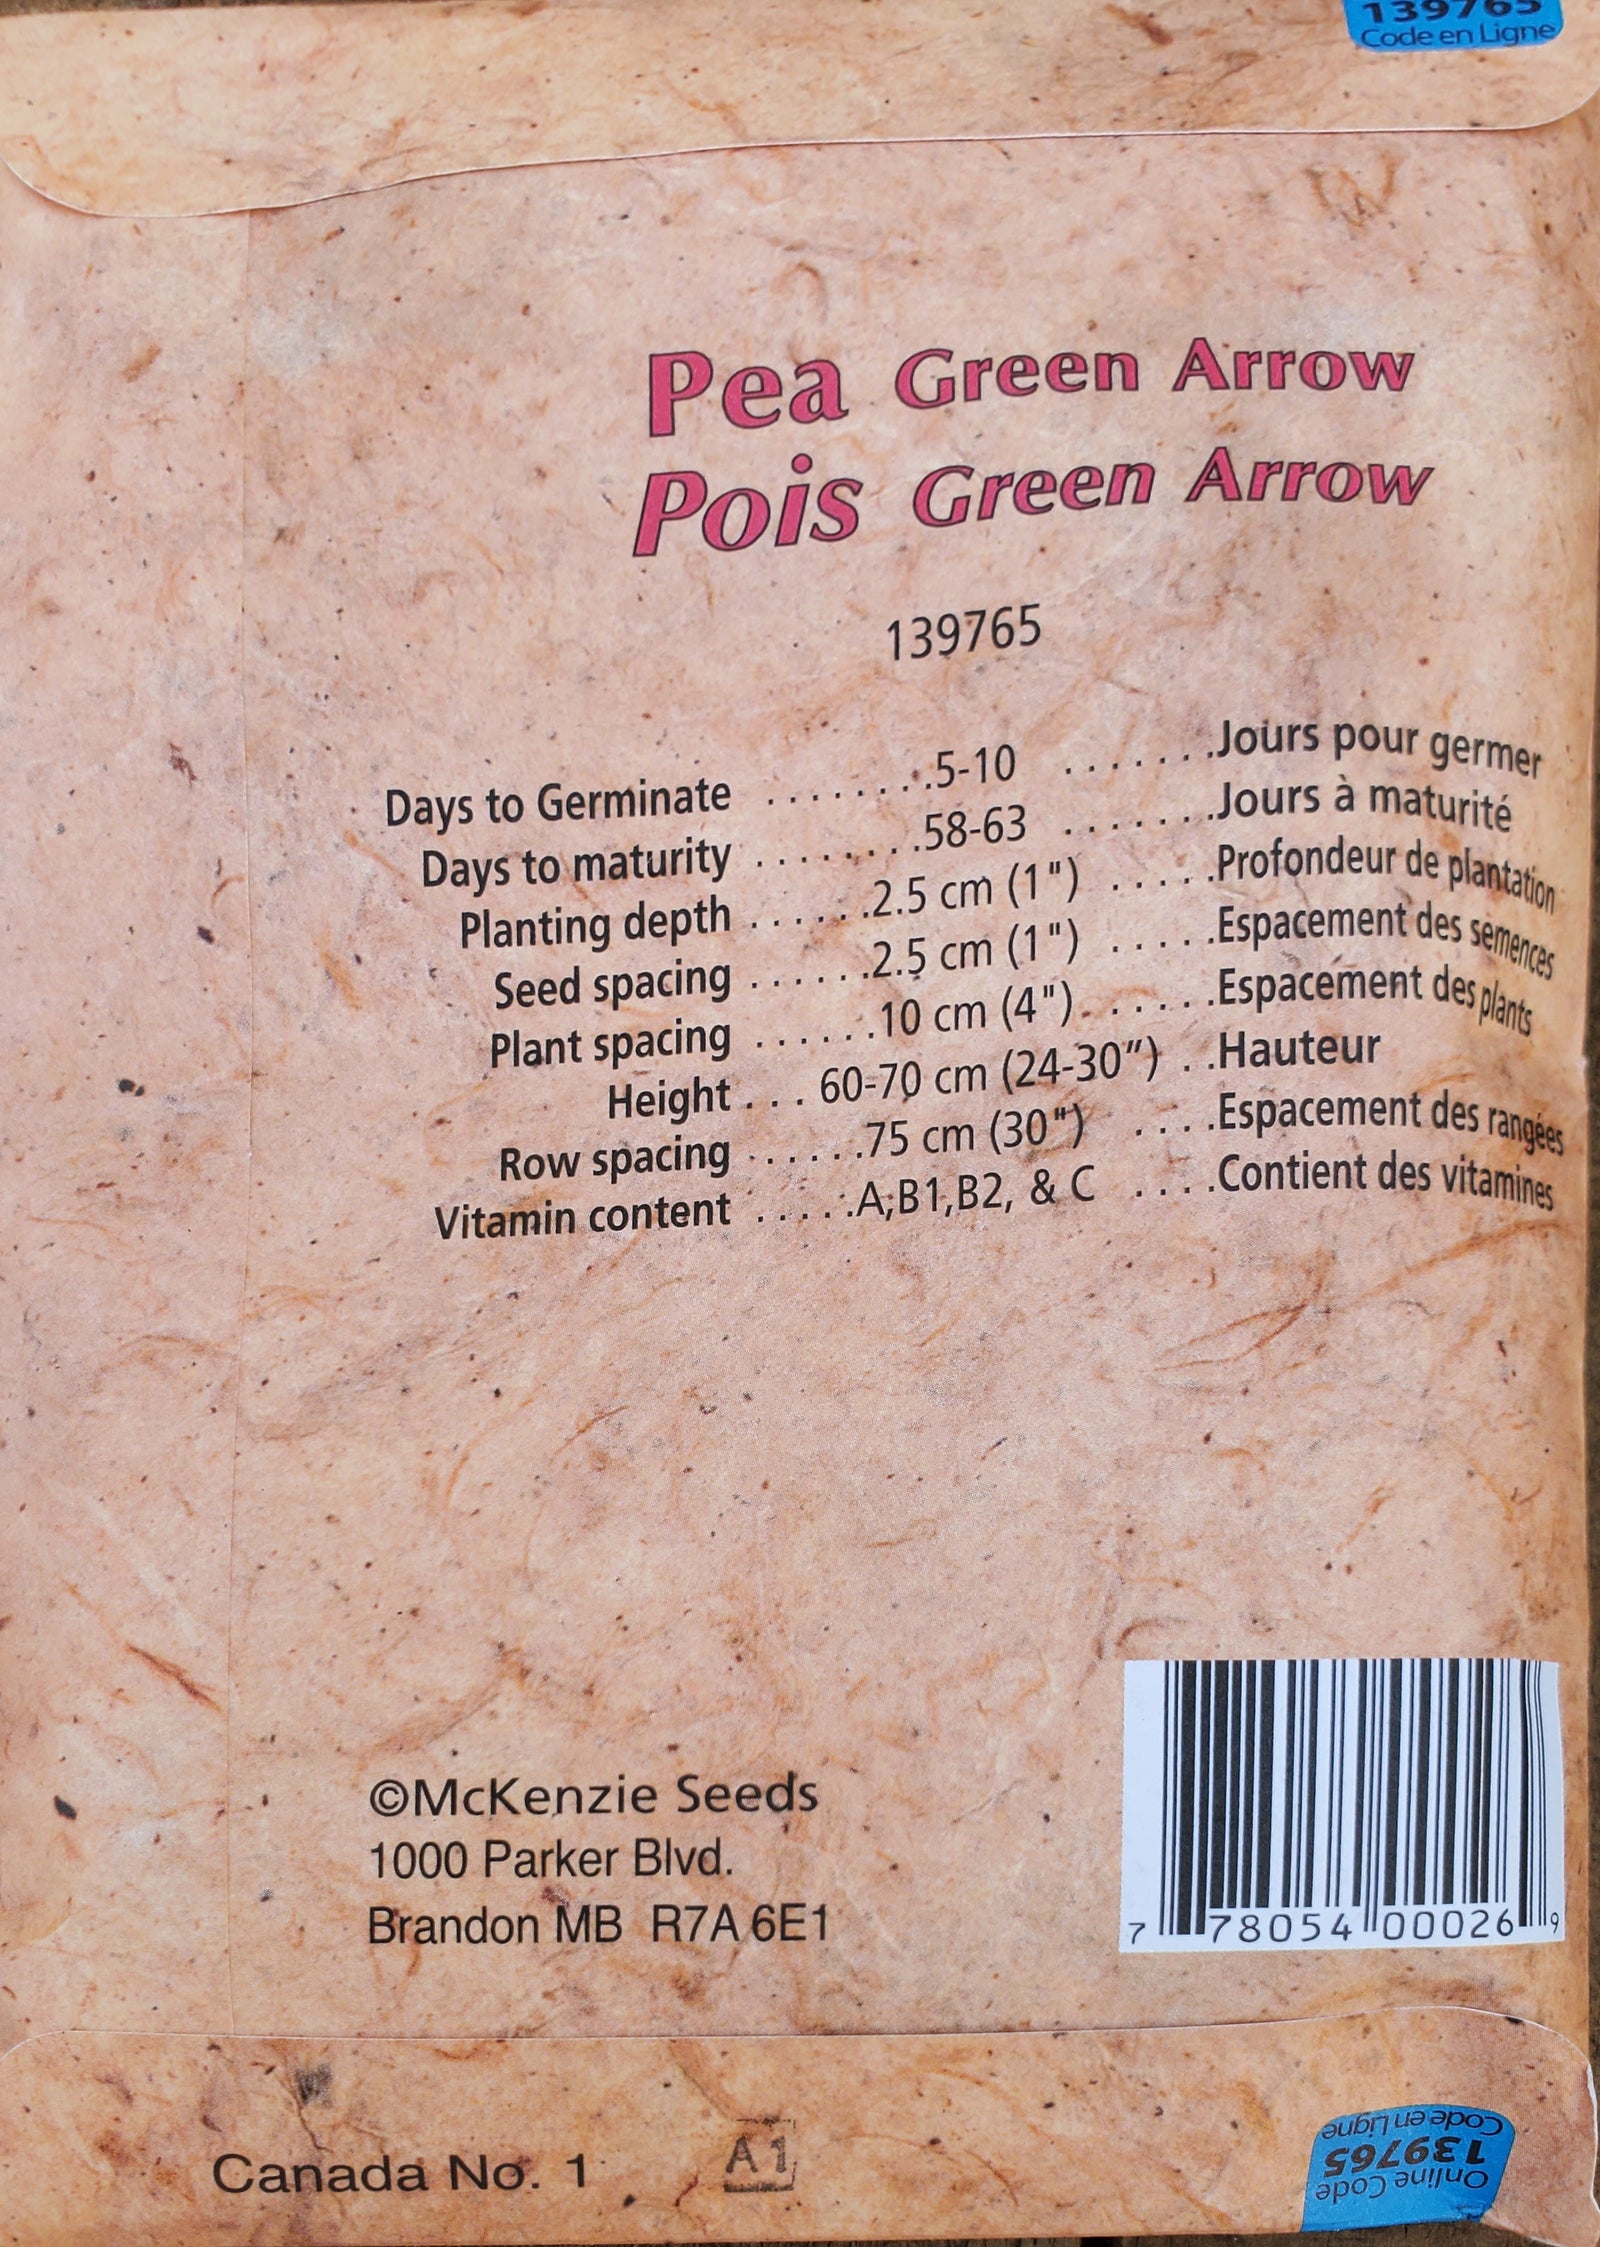 139765
Code en Ligne
Pea Green Arrow
Pois Green Arrow
139765
Days to Germinate . . . . . . . . .5-10 . . . . . . .Jours pour germer
Days to maturity . . . . . . . .58-63 . . . . . . .Jours à maturité
Planting depth . . . . . .2.5 cm (1") . . . . .Profondeur de plantation
Seed spacing . . . . . .2.5 cm (1") . . . . .Espacement des semences
Plant spacing . . . . . .10 cm (4"). . . . . .Espacement des plants
Height . . . 60-70 cm (24-30”) . .Hauteur
Row spacing . . . . . .75 cm (30") . . . .Espacement des rangées
Vitamin content . . . . .A,B1,B2, & C . . . .Contient des vitamines
©McKenzie Seeds
1000 Parker Blvd.
Brandon MB R7A 6E1
7 78054 00026 9
Canada No. 1
A1
Online Code
139765
Code en Ligne